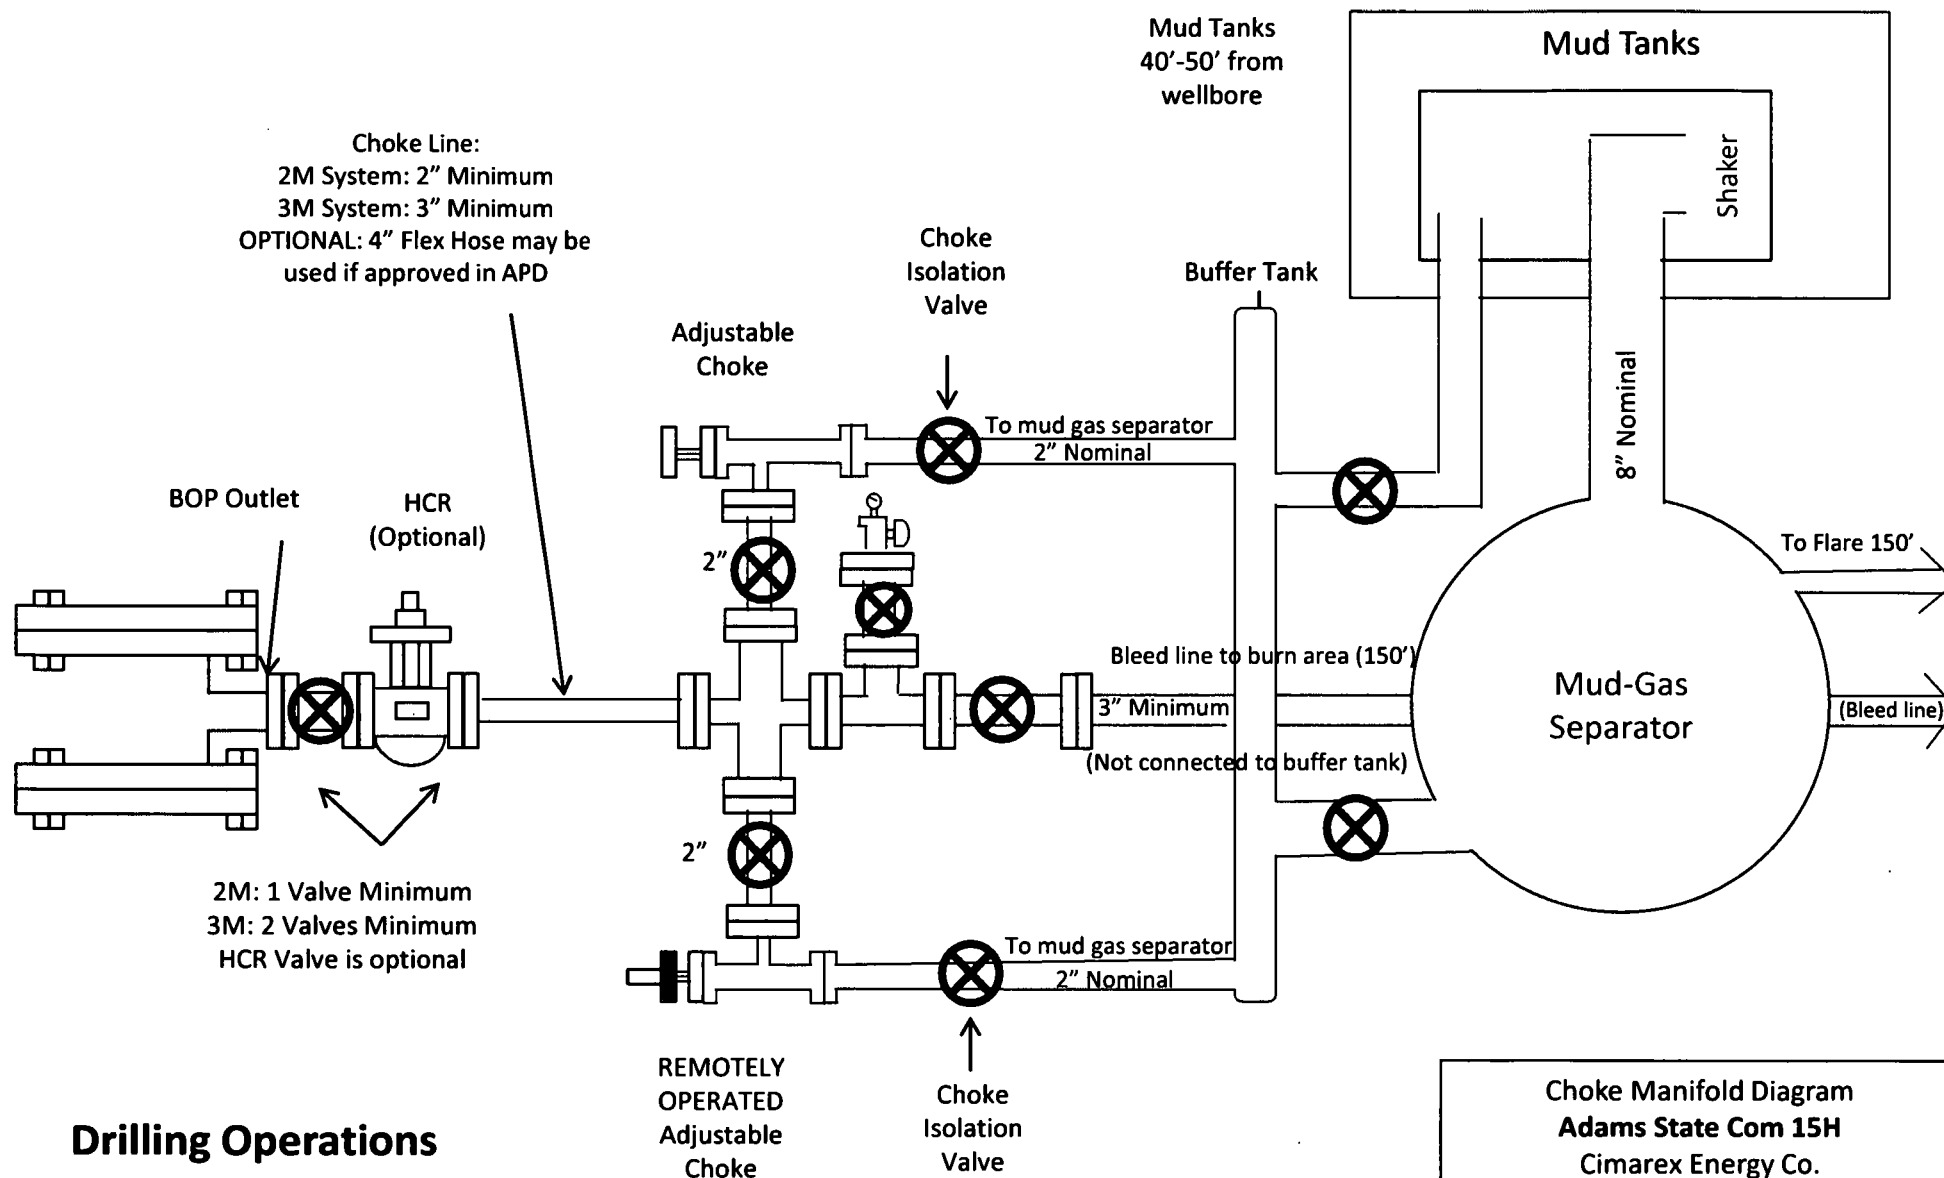 Mud Tanks
40'-50' from
wellbore
Mud Tanks
Shaker
Choke Line:
2M System: 2" Minimum
3M System: 3" Minimum
OPTIONAL: 4" Flex Hose may be
used if approved in APD
Choke
Isolation
Valve
Buffer Tank
Adjustable
Choke
8" Nominal
To mud gas separator
2" Nominal
BOP Outlet
HCR
(Optional)
2"
To Flare 150'
Bleed line to burn area (150')
3" Minimum
(Not connected to buffer tank)
Mud-Gas
Separator
(Bleed line)
2"
2M: 1 Valve Minimum
3M: 2 Valves Minimum
HCR Valve is optional
To mud gas separator
2" Nominal
REMOTELY
OPERATED
Adjustable
Choke
Choke
Isolation
Valve
Drilling Operations
Choke Manifold Diagram
Adams State Com 15H
Cimarex Energy Co.